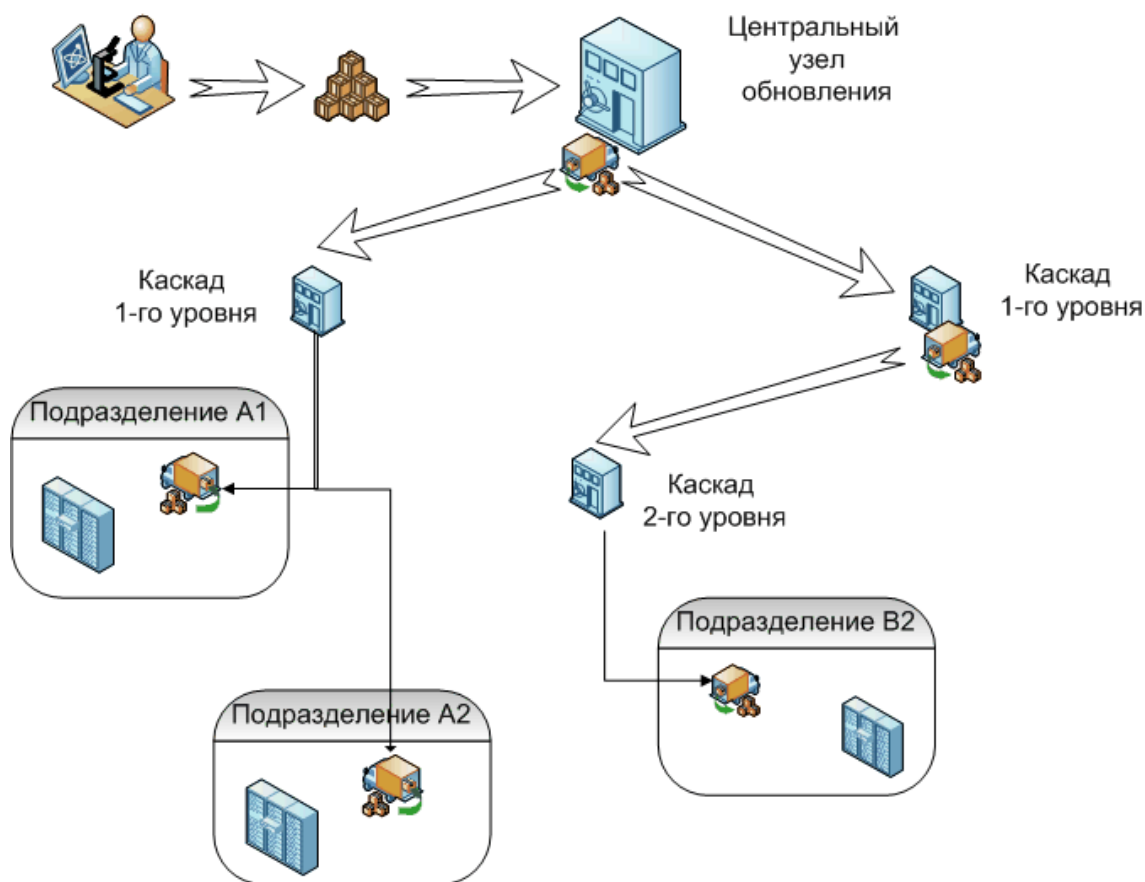 Центральный
узел
обновления
Каскад
1-го уровня
Каскад
1-го уровня
Подразделение А1
Каскад
2-го уровня
Подразделение В2
Подразделение А2